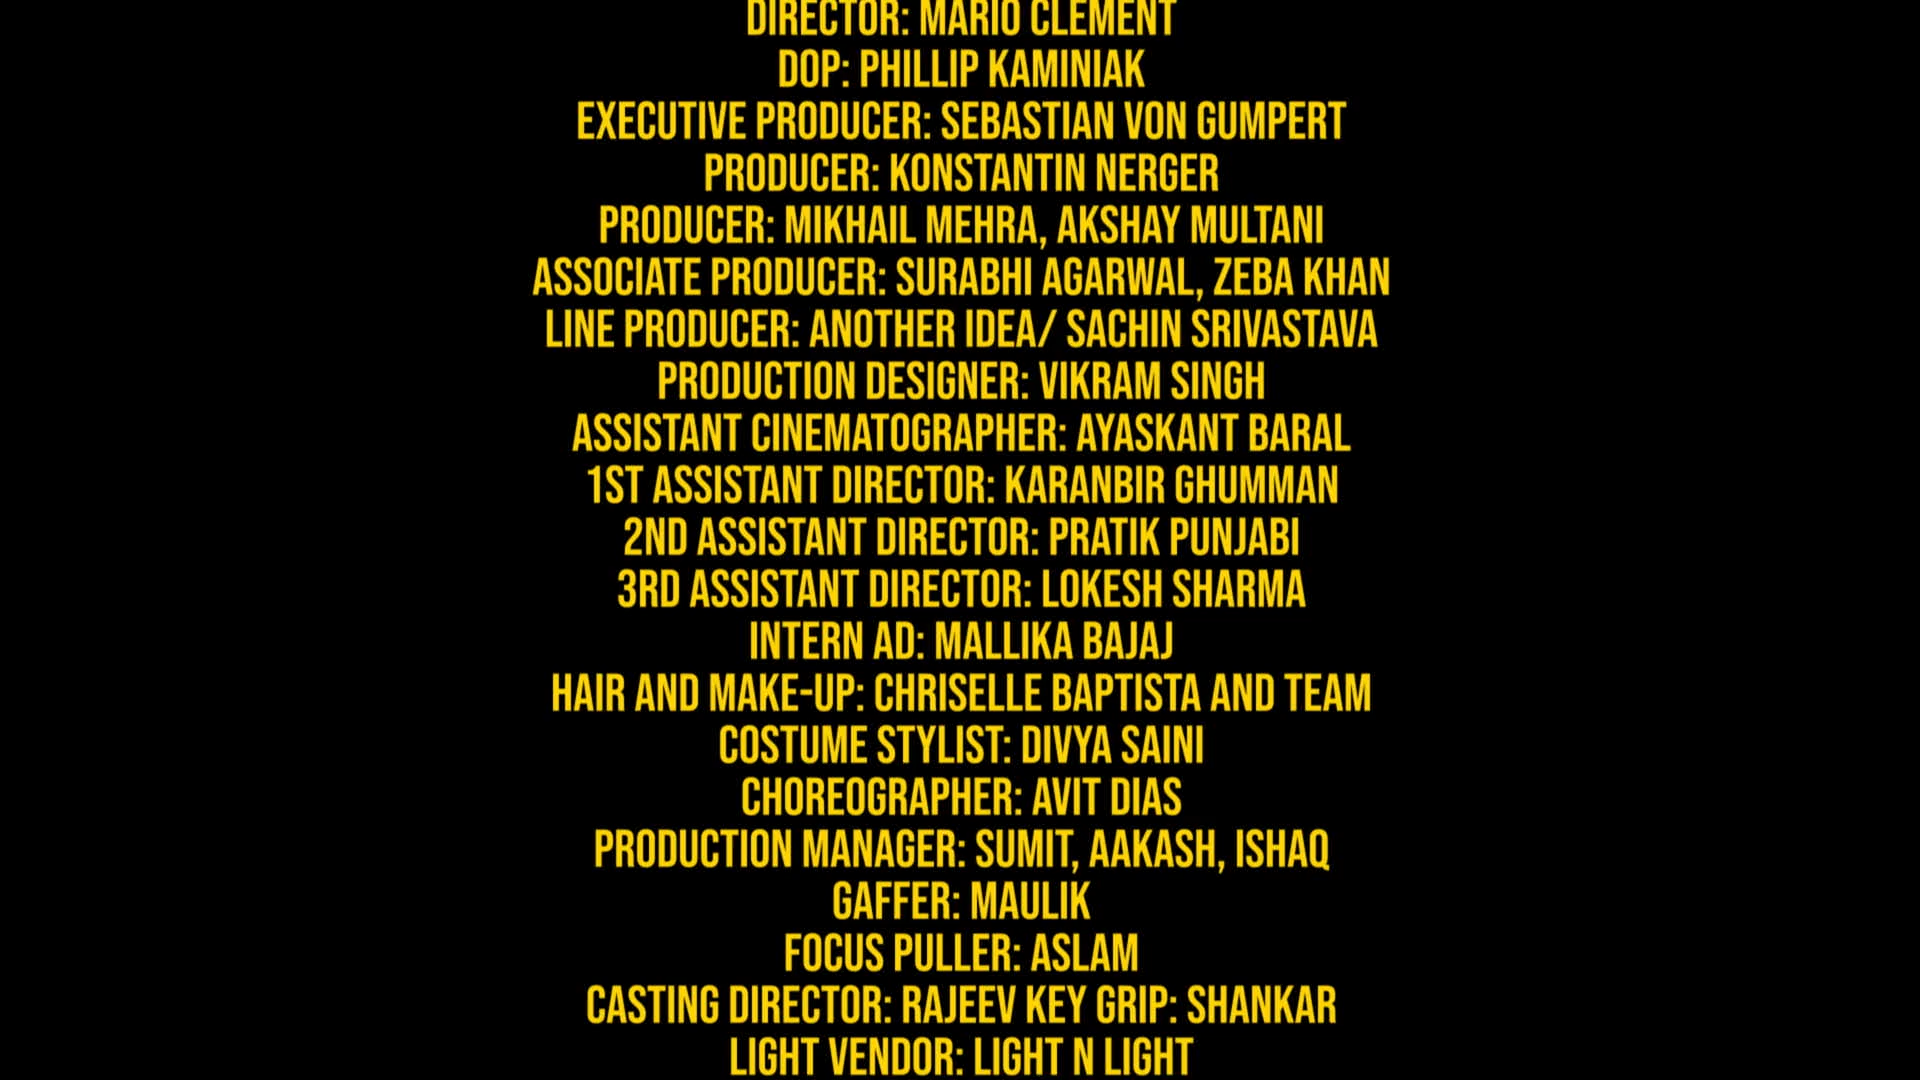 DIRECTOR: MARIO CLEMENT
DOP: PHILLIP KAMINIAK
EXECUTIVE PRODUCER: SEBASTIAN VON GUMPERT
PRODUCER: KONSTANTIN NERGER
PRODUCER: MIKHAIL MEHRA, AKSHAY MULTANI
ASSOCIATE PRODUCER: SURABHI AGARWAL, ZEBA KHAN
LINE PRODUCER: ANOTHER IDEA/ SACHIN SRIVASTAVA
PRODUCTION DESIGNER: VIKRAM SINGH
ASSISTANT CINEMATOGRAPHER: AYASKANT BARAL
1ST ASSISTANT DIRECTOR: KARANBIR GHUMMAN
2ND ASSISTANT DIRECTOR: PRATIK PUNJABI
3RD ASSISTANT DIRECTOR: LOKESH SHARMA
INTERN AD: MALLIKA BAJAJ
HAIR AND MAKE-UP: CHRISELLE BAPTISTA AND TEAM
COSTUME STYLIST: DIVYA SAINI
CHOREOGRAPHER: AVIT DIAS
PRODUCTION MANAGER: SUMIT, AAKASH, ISHAQ
GAFFER: MAULIK
FOCUS PULLER: ASLAM
CASTING DIRECTOR: RAJEEV KEY GRIP: SHANKAR
LIGHT VENDOR: LIGHT N LIGHT